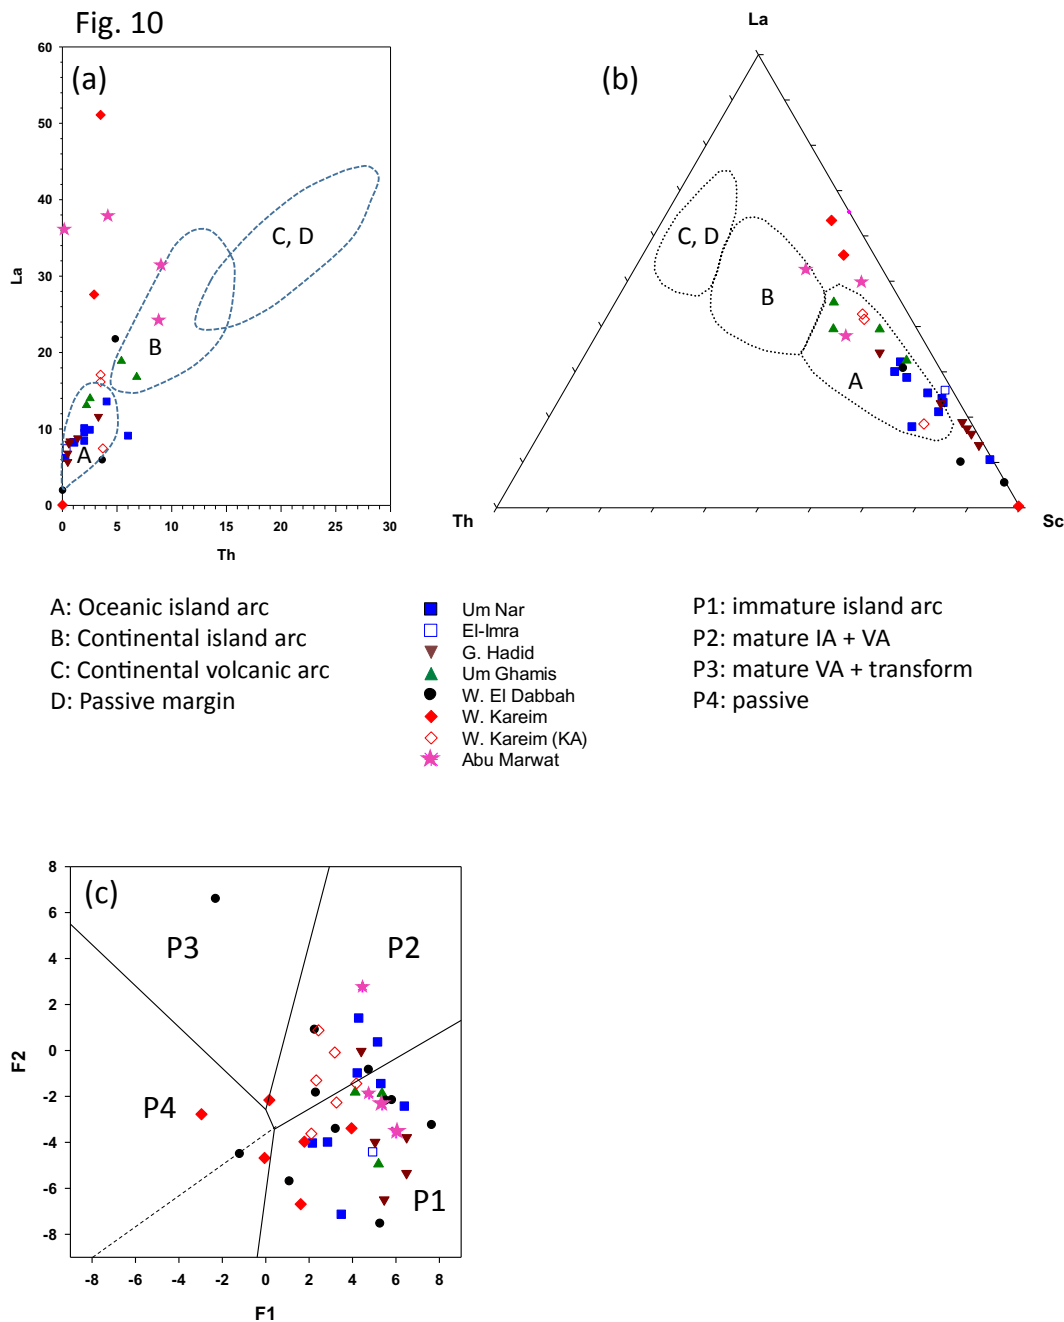 Fig. 10
(a)
60
50
40
30
20
10
0
La
C, D
B
A
0 5 10 15 20 25 30
Th
La
(b)
C, D
B
A
Th
Sc
A: Oceanic island arc
B: Continental island arc
C: Continental volcanic arc
D: Passive margin
Um Nar
El-Imra
G. Hadid
Um Ghamis
W. El Dabbah
W. Kareim
W. Kareim (KA)
Abu Marwat
P1: immature island arc
P2: mature IA + VA
P3: mature VA + transform
P4: passive
(c)
8
6
4
2
0
-2
-4
-6
-8
F2
P3
P2
P4
P1
-8 -6 -4 -2 0 2 4 6 8
F1